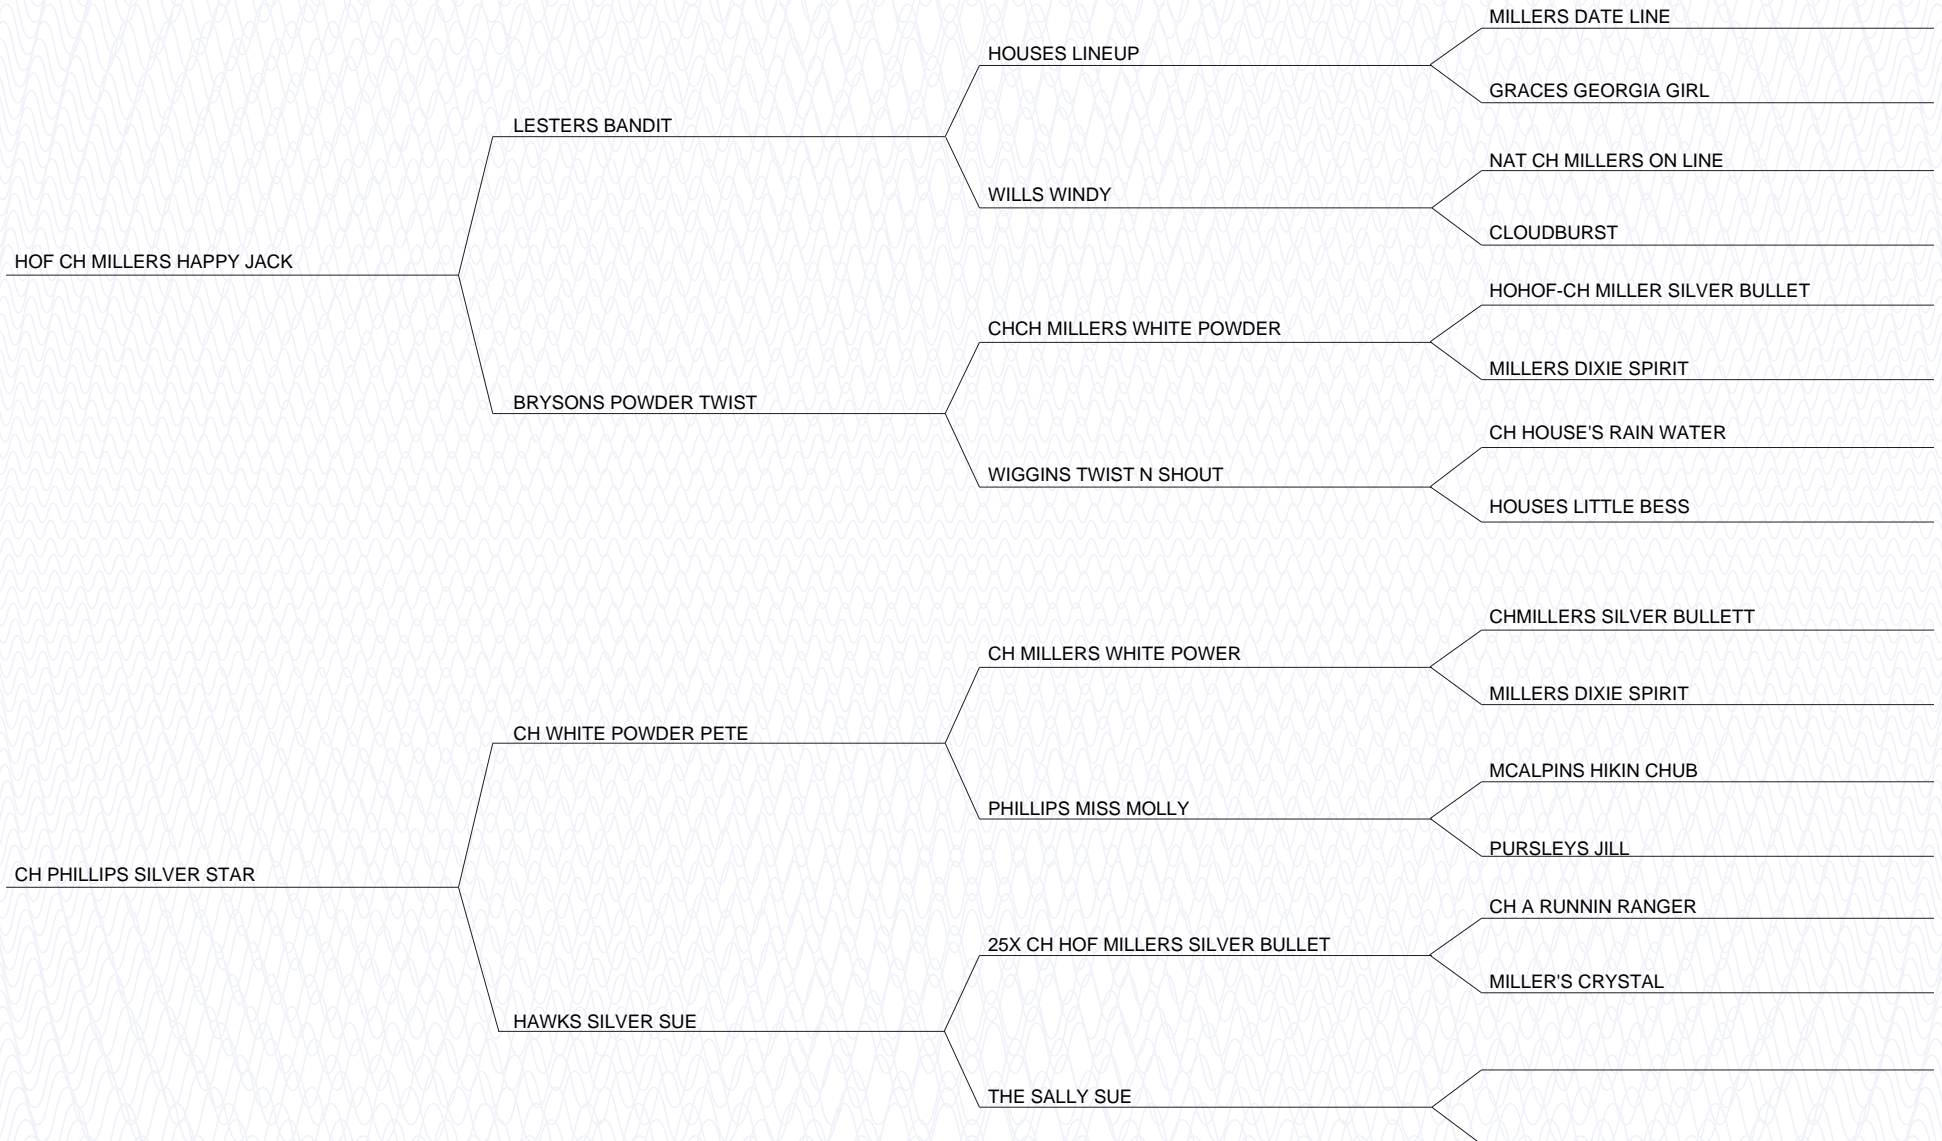 MILLERS DATE LINE
HOUSES LINEUP
GRACES GEORGIA GIRL
LESTERS BANDIT
NAT CH MILLERS ON LINE
WILLS WINDY
CLOUDBURST
HOF CH MILLERS HAPPY JACK
HOHOF-CH MILLER SILVER BULLET
CHCH MILLERS WHITE POWDER
MILLERS DIXIE SPIRIT
BRYSONS POWDER TWIST
CH HOUSE'S RAIN WATER
WIGGINS TWIST N SHOUT
HOUSES LITTLE BESS
CHMILLERS SILVER BULLETT
CH MILLERS WHITE POWER
MILLERS DIXIE SPIRIT
CH WHITE POWDER PETE
MCALPINS HIKIN CHUB
PHILLIPS MISS MOLLY
PURSLEYS JILL
CH PHILLIPS SILVER STAR
CH A RUNNIN RANGER
25X CH HOF MILLERS SILVER BULLET
MILLER'S CRYSTAL
HAWKS SILVER SUE
THE SALLY SUE